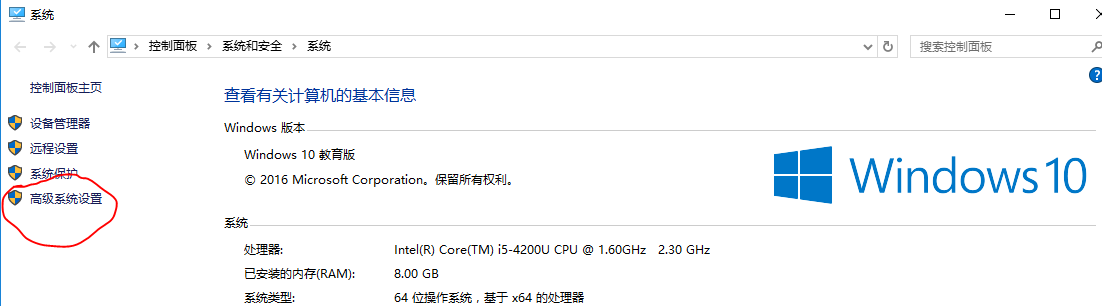 系统
控制面板 系统和安全 系统
搜索控制面板
?
控制面板主页
设备管理器
远程设置
系统保护
高级系统设置
查看有关计算机的基本信息
Windows 版本
Windows 10 教育版
© 2016 Microsoft Corporation。保留所有权利。
Windows 10
系统
处理器: Intel(R) Core(TM) i5-4200U CPU @ 1.60GHz 2.30 GHz
已安装的内存(RAM): 8.00 GB
系统类型: 64 位操作系统，基于 x64 的处理器